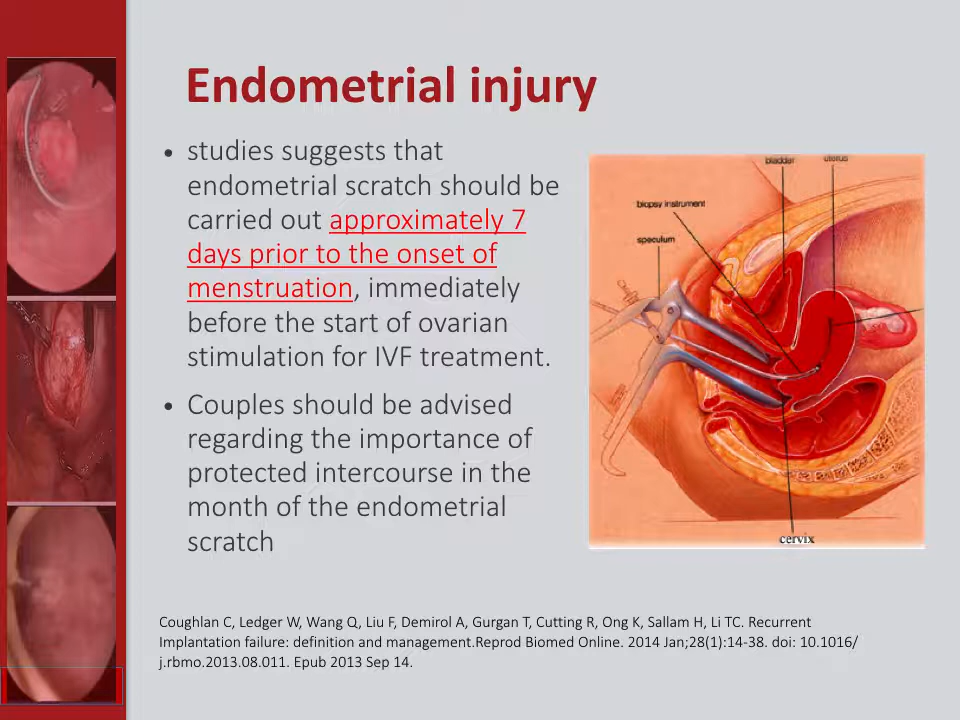 Endometrial injury
• studies suggests that
endometrial scratch should be
carried out approximately 7
days prior to the onset of
menstruation, immediately
before the start of ovarian
stimulation for IVF treatment.
• Couples should be advised
regarding the importance of
protected intercourse in the
month of the endometrial
scratch
bladder
uterus
biopsy instrument
speculum
cervix
Coughlan C, Ledger W, Wang Q, Liu F, Demirol A, Gurgan T, Cutting R, Ong K, Sallam H, Li TC. Recurrent
Implantation failure: definition and management.Reprod Biomed Online. 2014 Jan;28(1):14-38. doi: 10.1016/
j.rbmo.2013.08.011. Epub 2013 Sep 14.